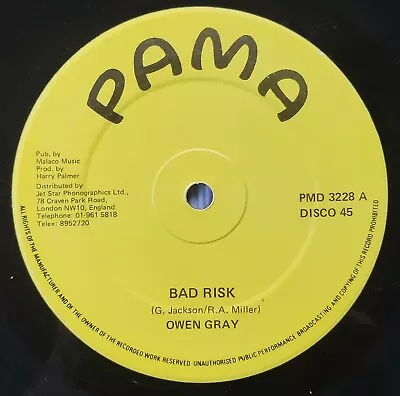 PAMA
Pub. by
Malaco Music
Prod. by
Harry Palmer
Distributed by
Jet Star Phonographics Ltd.,
78 Craven Park Road,
London NW10, England
Telephone: 01-961 5818
Telex: 8952720
PMD 3228 A
DISCO 45
BAD RISK
(G. Jackson/R.A. Miller)
OWEN GRAY
ALL RIGHTS OF THE MANUFACTURER AND OF THE OWNER OF THE RECORDED WORK RESERVED UNAUTHORISED PUBLIC PERFORMANCE BROADCASTING AND COPYING OF THIS RECORD PROHIBITED